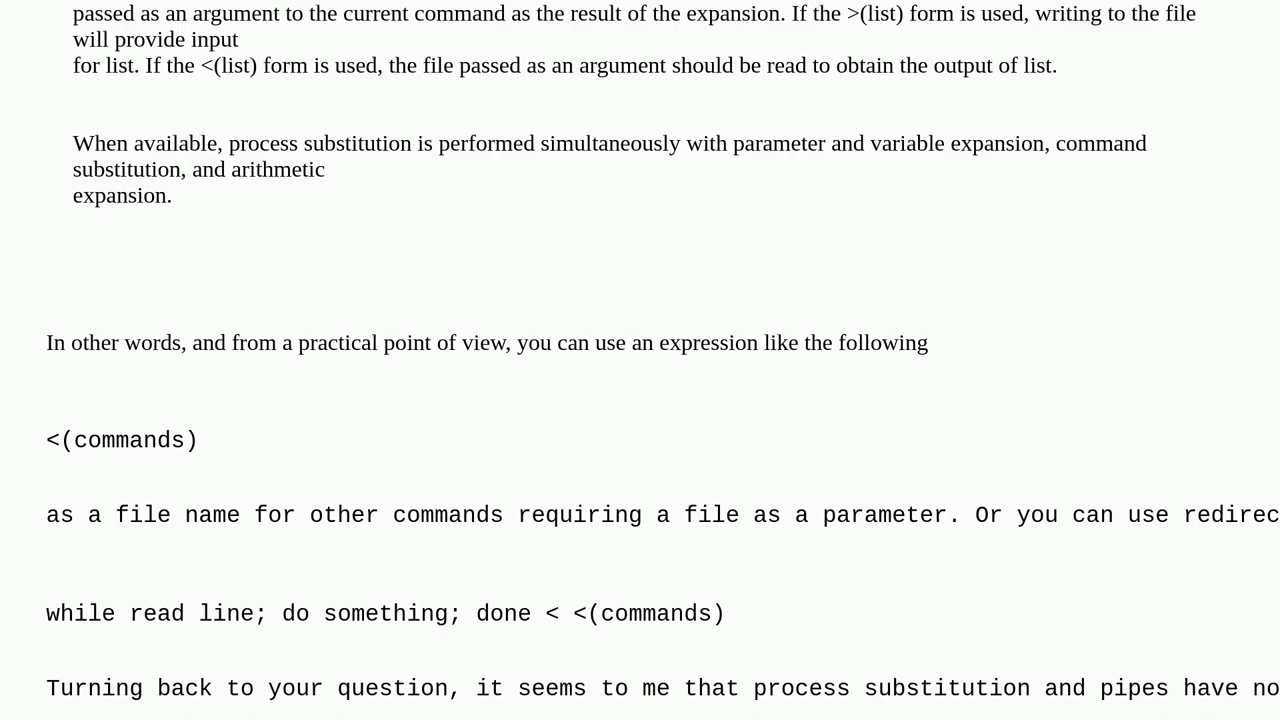 passed as an argument to the current command as the result of the expansion. If the >(list) form is used, writing to the file
will provide input
for list. If the <(list) form is used, the file passed as an argument should be read to obtain the output of list.
When available, process substitution is performed simultaneously with parameter and variable expansion, command
substitution, and arithmetic
expansion.
In other words, and from a practical point of view, you can use an expression like the following
<(commands)
as a file name for other commands requiring a file as a parameter. Or you can use redirec
while read line; do something; done < <(commands)
Turning back to your question, it seems to me that process substitution and pipes have no